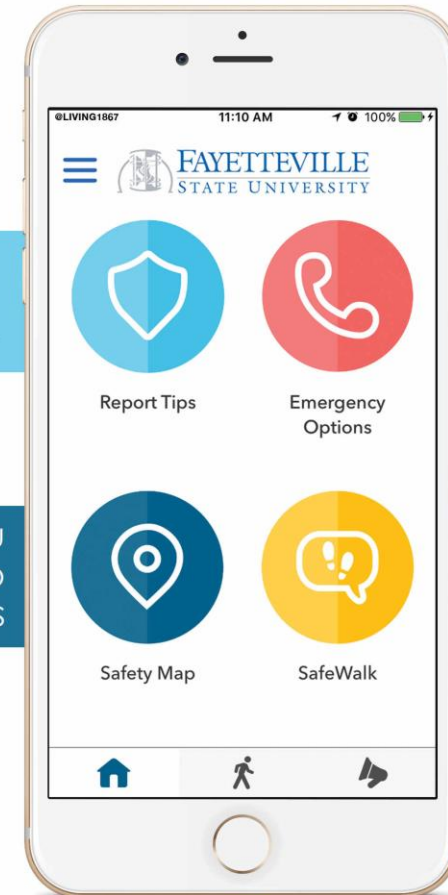 @LIVING1867 11:10 AM 100%
FAYETTEVILLE
STATE UNIVERSITY
Report Tips
Emergency
Options
Safety Map
SafeWalk